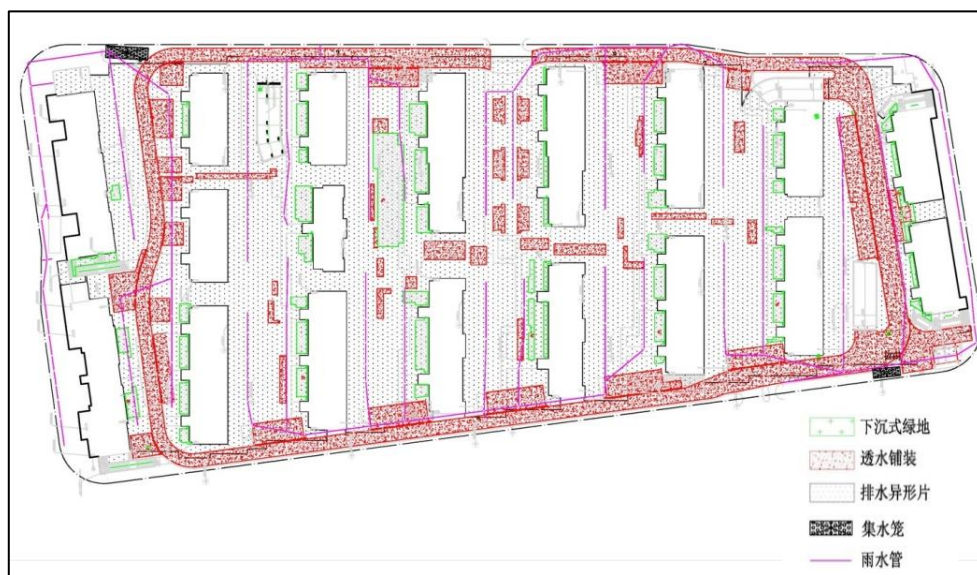 下沉式绿地
透水铺装
排水异形片
集水笼
雨水管